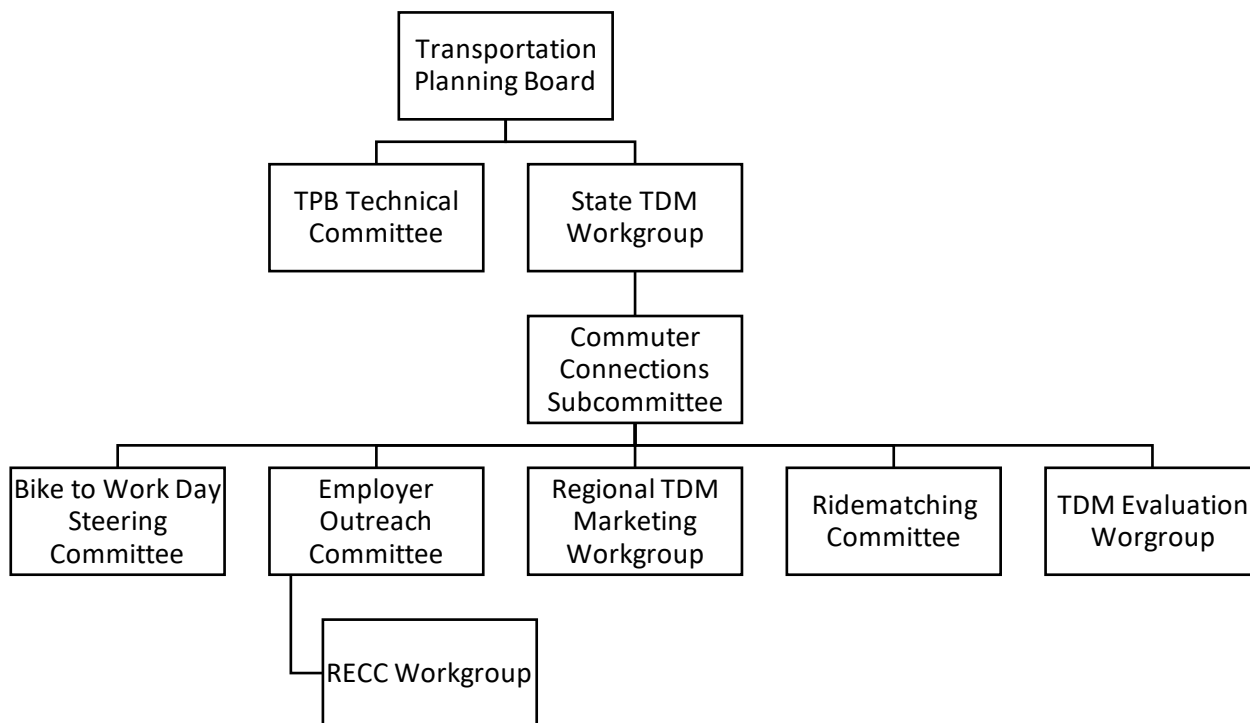 Transportation
Planning Board
TPB Technical
Committee
State TDM
Workgroup
Commuter
Connections
Subcommittee
Bike to Work Day
Steering
Committee
Employer
Outreach
Committee
Regional TDM
Marketing
Workgroup
Ridematching
Committee
TDM Evaluation
Worgroup
RECC Workgroup